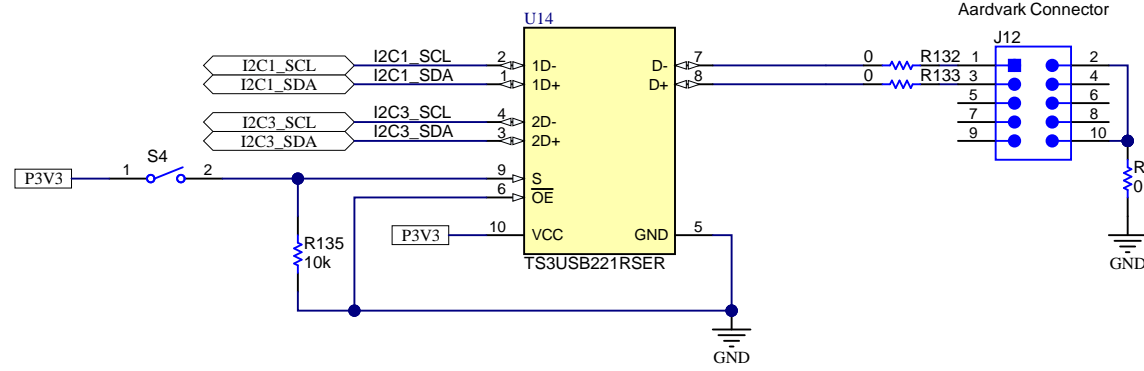 Aardvark Connector
U14
J12
I2C1_SCL I2C1_SCL 2 1D- D- 7 0 R132 1 2
I2C1_SDA I2C1_SDA 1 1D+ D+ 8 0 R133 3 4
5 6
I2C3_SCL I2C3_SCL 4 2D- 7 8
I2C3_SDA I2C3_SDA 3 2D+ 9 10
P3V3 1 S4 2 9 S
6 OE
R
0
P3V3 10 VCC GND 5
R135
10k
TS3USB221RSER
GND
GND